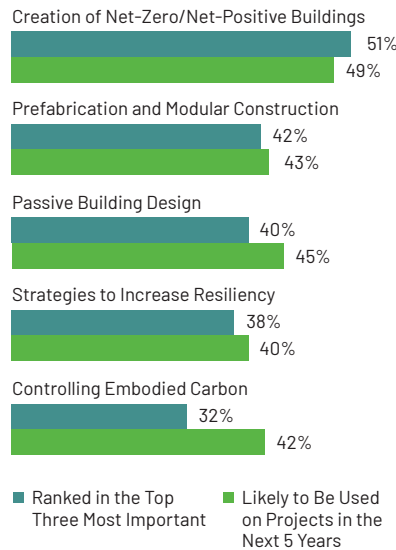 Creation of Net-Zero/Net-Positive Buildings
51%
49%
Prefabrication and Modular Construction
42%
43%
Passive Building Design
40%
45%
Strategies to Increase Resiliency
38%
40%
Controlling Embodied Carbon
32%
42%
Ranked in the Top
Three Most Important
Likely to Be Used
on Projects in the
Next 5 Years